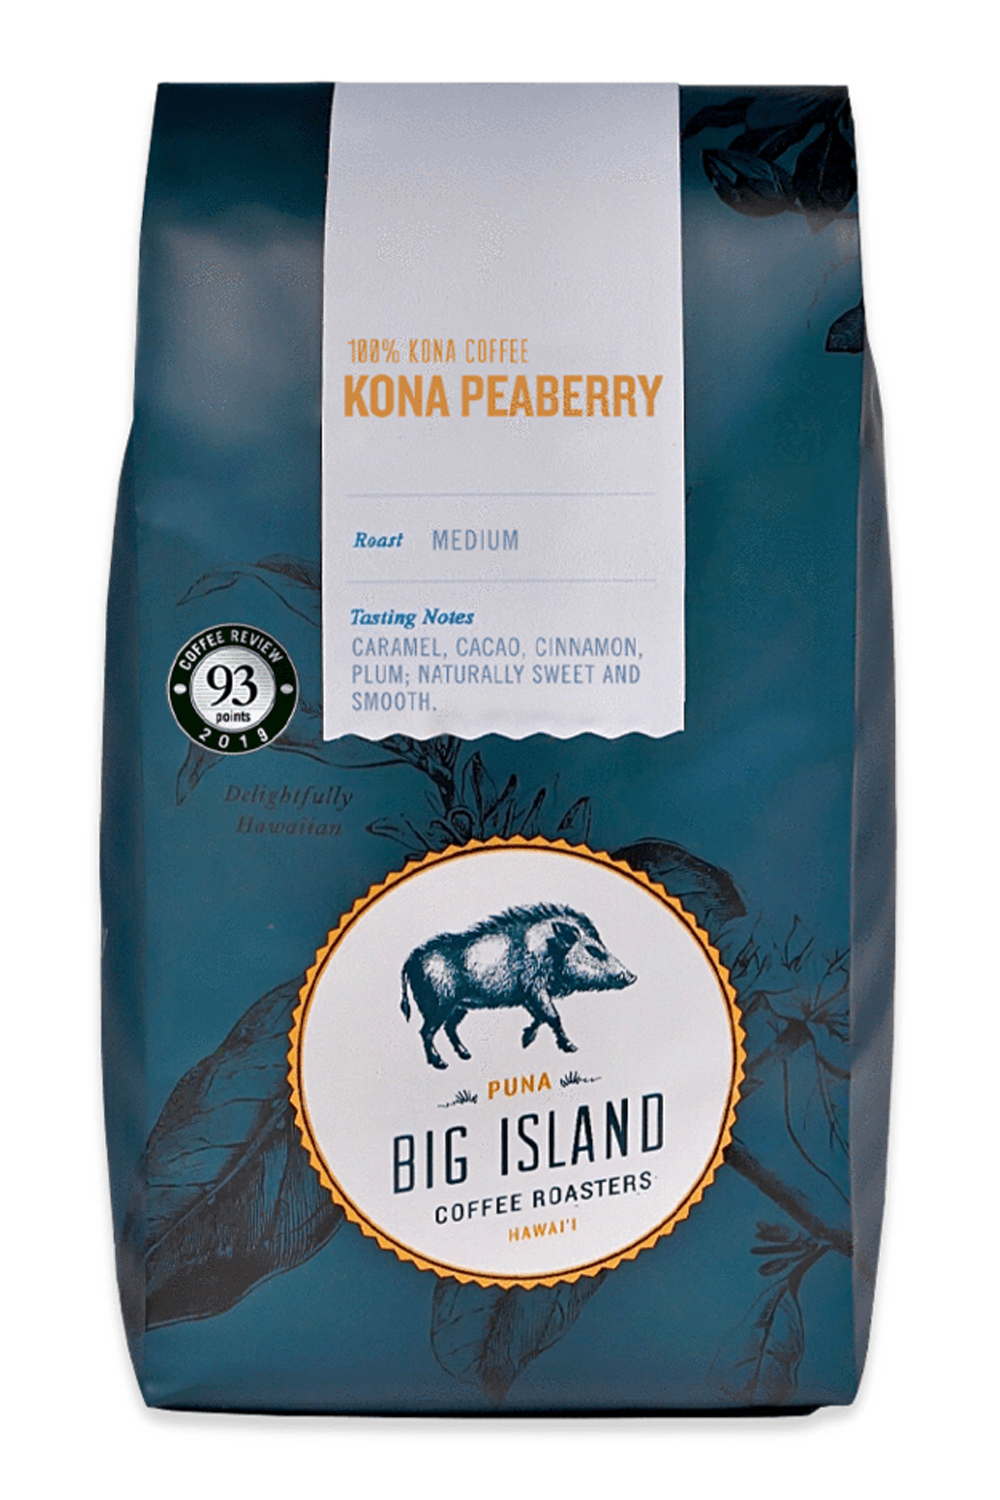 100% KONA COFFEE
KONA PEABERRY
Roast MEDIUM
Tasting Notes
CARAMEL, CACAO, CINNAMON,
PLUM; NATURALLY SWEET AND
SMOOTH.
COFFEE REVIEW
93
points
2019
Delightfully
Hawaiian
PUNA
BIG ISLAND
COFFEE ROASTERS
HAWAI'I